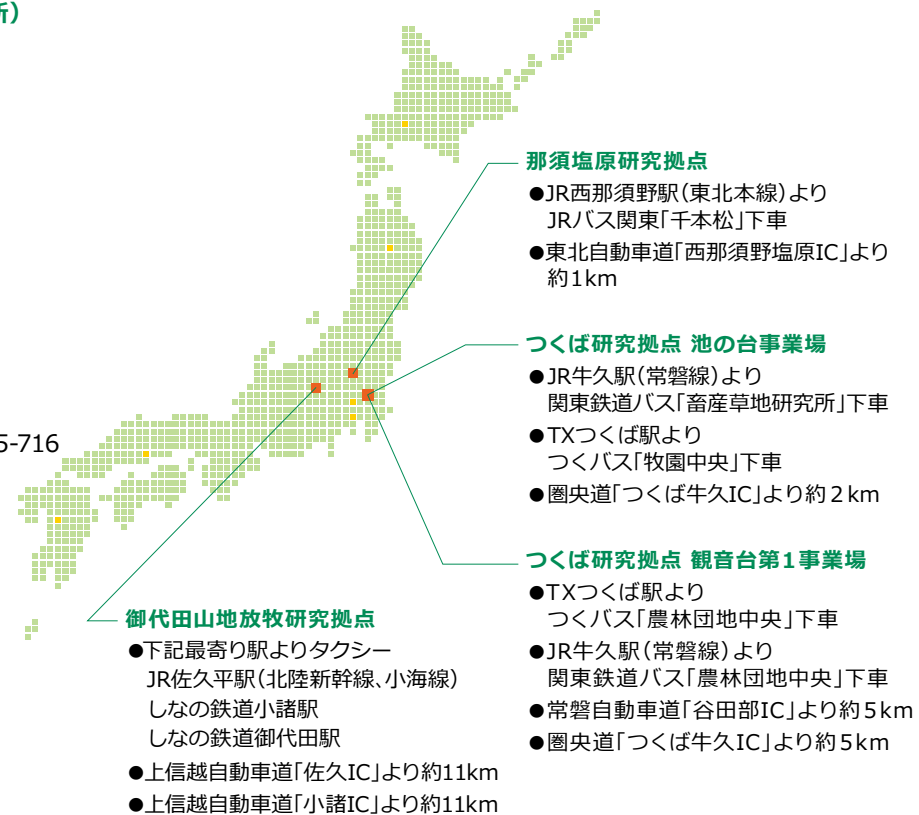 所）
那須塩原研究拠点
●JR西那須野駅（東北本線）より
JRバス関東「千本松」下車
●東北自動車道「西那須野塩原IC」より
約1km
つくば研究拠点 池の台事業場
●JR牛久駅（常磐線）より
関東鉄道バス「畜産草地研究所」下車
●TXつくば駅より
つくバス「牧園中央」下車
●圏央道「つくば牛久IC」より約2km
5-716
つくば研究拠点 観音台第1事業場
●TXつくば駅より
つくバス「農林団地中央」下車
●JR牛久駅（常磐線）より
関東鉄道バス「農林団地中央」下車
●常磐自動車道「谷田部IC」より約5km
●圏央道「つくば牛久IC」より約5km
御代田山地放牧研究拠点
●下記最寄り駅よりタクシー
JR佐久平駅（北陸新幹線、小海線）
しなの鉄道小諸駅
しなの鉄道御代田駅
●上信越自動車道「佐久IC」より約11km
●上信越自動車道「小諸IC」より約11km